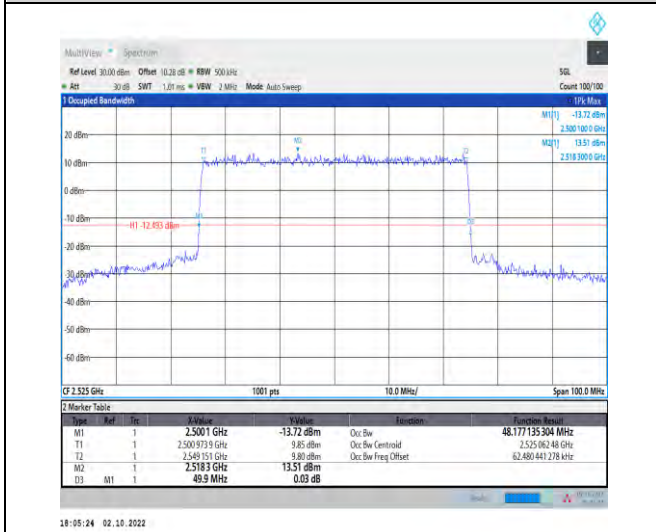 MultiView Spectrum
Ref Level 30.00 dBm Offset 10.28 dB RBW 500 kHz SGL
Att 30 dB SWT 1.01 ms VBW 2 MHz Mode Auto Sweep Count 100/100
1 Occupied Bandwidth 1Pk Max
M1[1] -13.72 dBm
2.500 100 0 GHz
M2[1] 13.51 dBm
2.518 300 0 GHz
20 dBm
T1 M2 T2
10 dBm
0 dBm
-10 dBm
H1 -12.493 dBm M1 D3
-20 dBm
-30 dBm
-40 dBm
-50 dBm
-60 dBm
CF 2.525 GHz 1001 pts 10.0 MHz/ Span 100.0 MHz
2 Marker Table
Type Ref Trc X-Value Y-Value Function Function Result
M1 1 2.5001 GHz -13.72 dBm Occ Bw 48.177 135 304 MHz
T1 1 2.500 973 9 GHz 9.85 dBm Occ Bw Centroid 2.525 062 48 GHz
T2 1 2.549 151 GHz 9.80 dBm Occ Bw Freq Offset 62.480 441 278 kHz
M2 1 2.5183 GHz 13.51 dBm
D3 M1 1 49.9 MHz 0.03 dB
18:05:24 02.10.2022